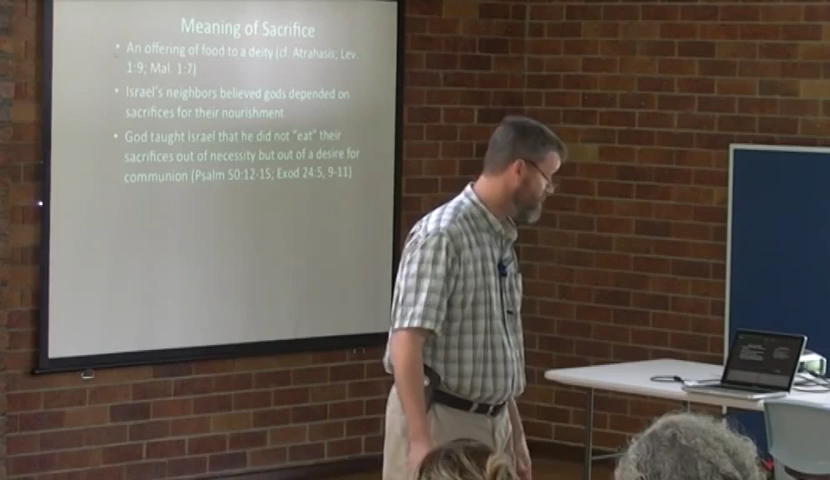 Meaning of Sacrifice
• An offering of food to a deity (cf. Atrahasis; Lev.
1:9; Mal. 1:7)
• Israel's neighbors believed gods depended on
sacrifices for their nourishment.
• God taught Israel that he did not "eat" their
sacrifices out of necessity but out of a desire for
communion (Psalm 50:12-15; Exod 24:5, 9-11)